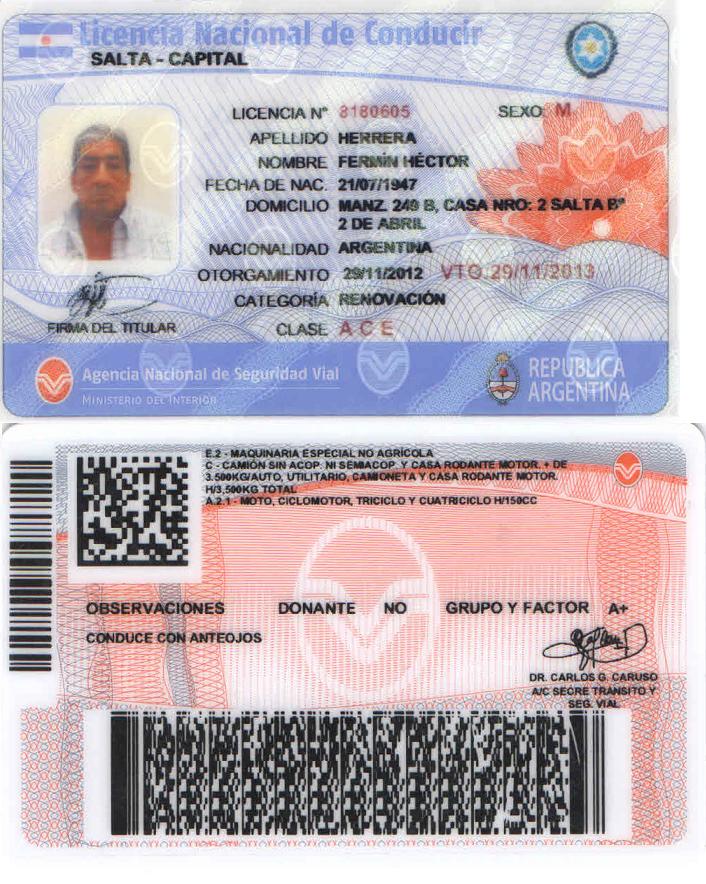 Licencia Nacional de Conducir
SALTA - CAPITAL
LICENCIA Nº 8180605 SEXO: M
APELLIDO HERRERA
NOMBRE FERMÍN HÉCTOR
FECHA DE NAC. 21/07/1947
DOMICILIO MANZ. 249 B, CASA NRO: 2 SALTA Bº
2 DE ABRIL
NACIONALIDAD ARGENTINA
OTORGAMIENTO 29/11/2012 VTO.29/11/2013
CATEGORÍA RENOVACIÓN
FIRMA DEL TITULAR CLASE A C E
Agencia Nacional de Seguridad Vial
MINISTERIO DEL INTERIOR
REPUBLICA
ARGENTINA
E.2 - MAQUINARIA ESPECIAL NO AGRÍCOLA
C - CAMIÓN SIN ACOP. NI SEMIACOP. Y CASA RODANTE MOTOR. + DE
3.500KG/AUTO, UTILITARIO, CAMIONETA Y CASA RODANTE MOTOR.
H/3,500KG TOTAL
A.2.1 - MOTO, CICLOMOTOR, TRICICLO Y CUATRICICLO H/150CC
OBSERVACIONES DONANTE NO GRUPO Y FACTOR A+
CONDUCE CON ANTEOJOS
DR. CARLOS G. CARUSO
A/C SECRE TRANSITO Y
SEG. VIAL